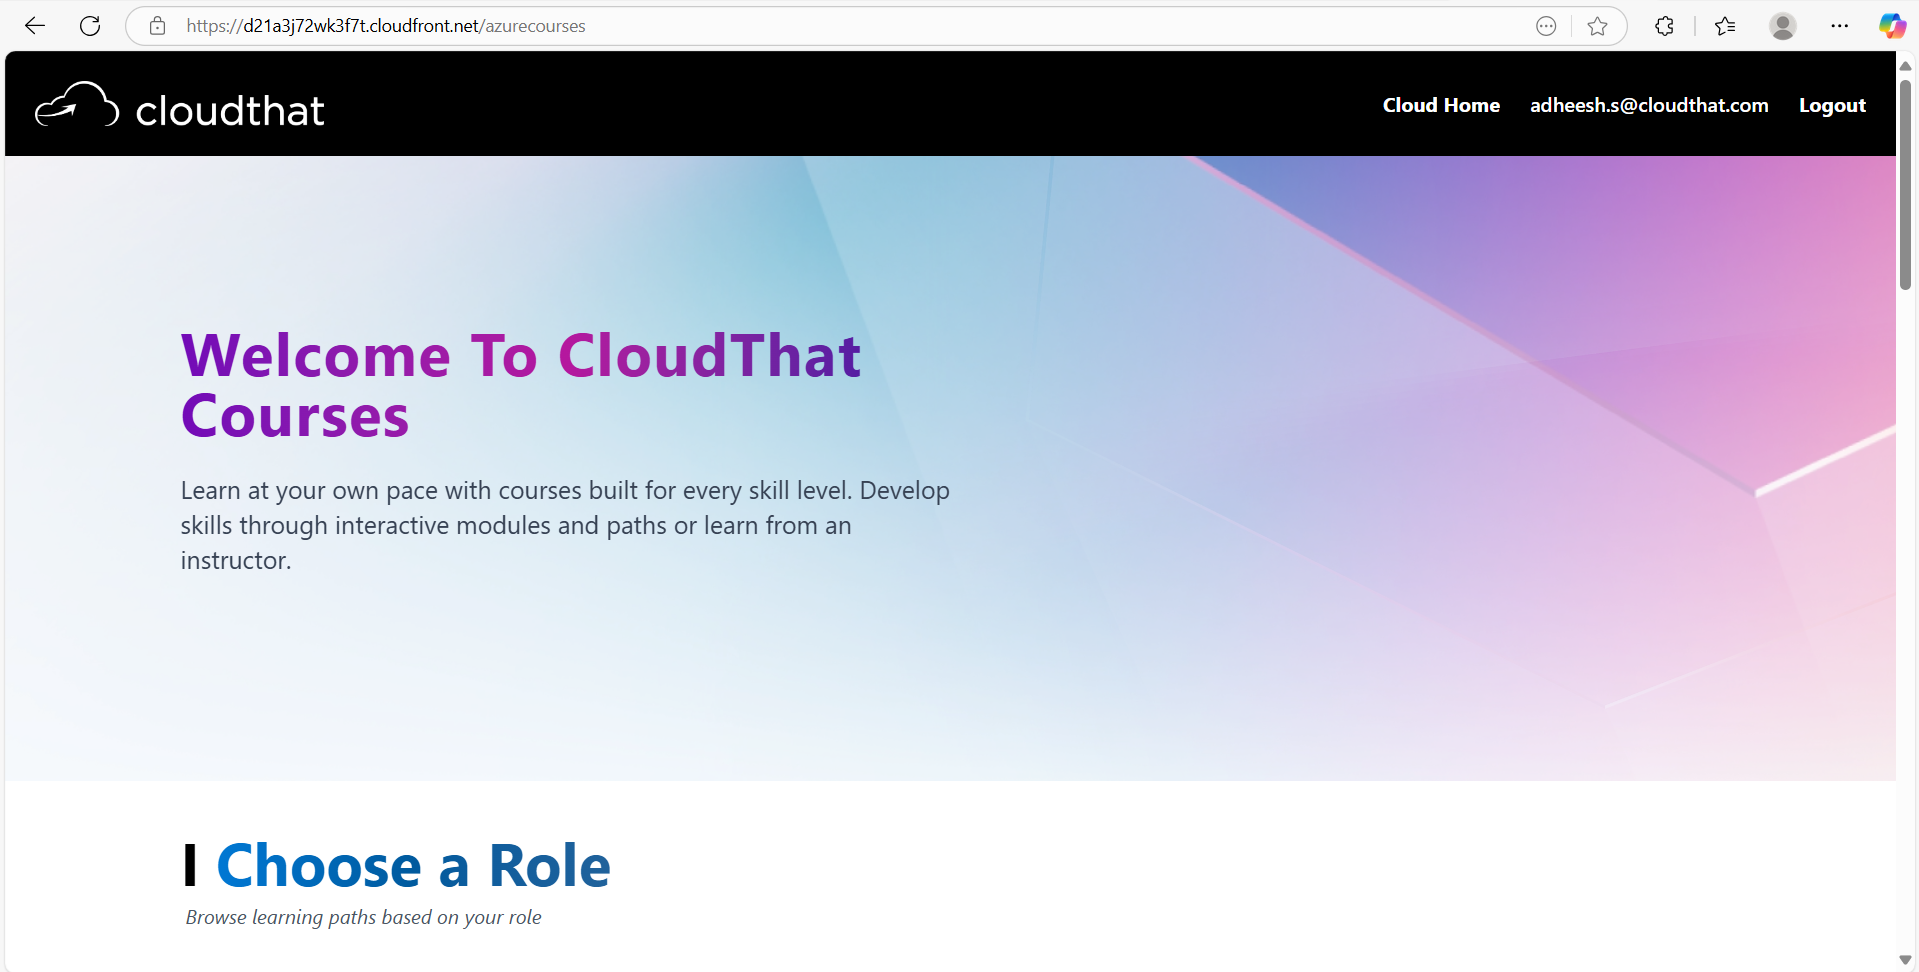 https://d21a3j72wk3f7t.cloudfront.net/azurecourses
cloudthat
Cloud Home adheesh.s@cloudthat.com Logout
Welcome To CloudThat
Courses
Learn at your own pace with courses built for every skill level. Develop
skills through interactive modules and paths or learn from an
instructor.
I Choose a Role
Browse learning paths based on your role